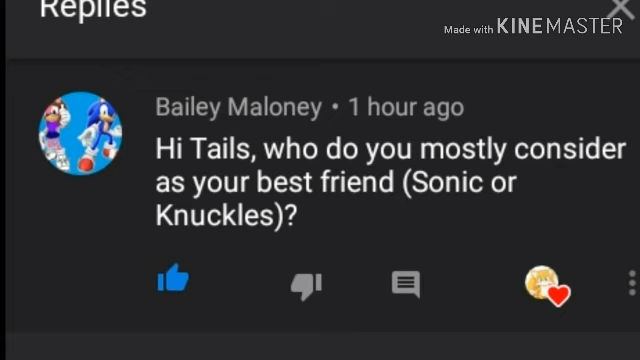 Replies
Made with KINEMASTER
Bailey Maloney • 1 hour ago
Hi Tails, who do you mostly consider
as your best friend (Sonic or
Knuckles)?